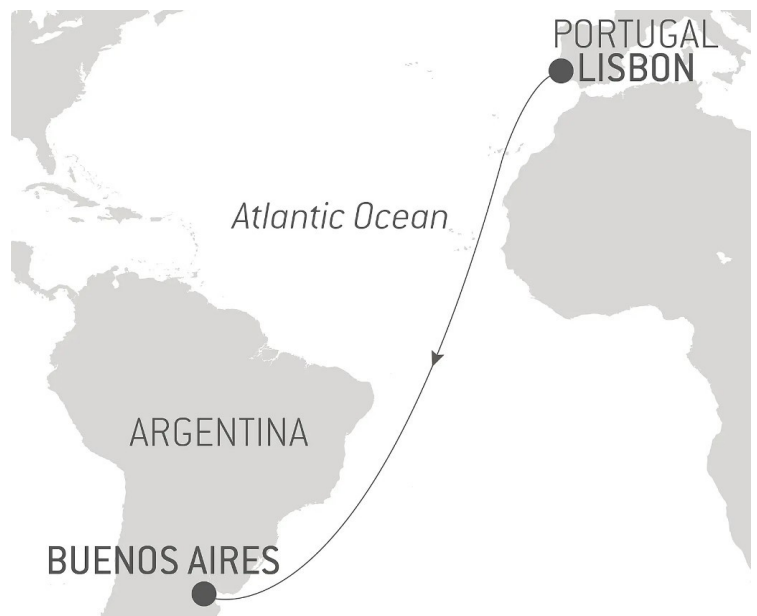 PORTUGAL
LISBON
Atlantic Ocean
ARGENTINA
BUENOS AIRES